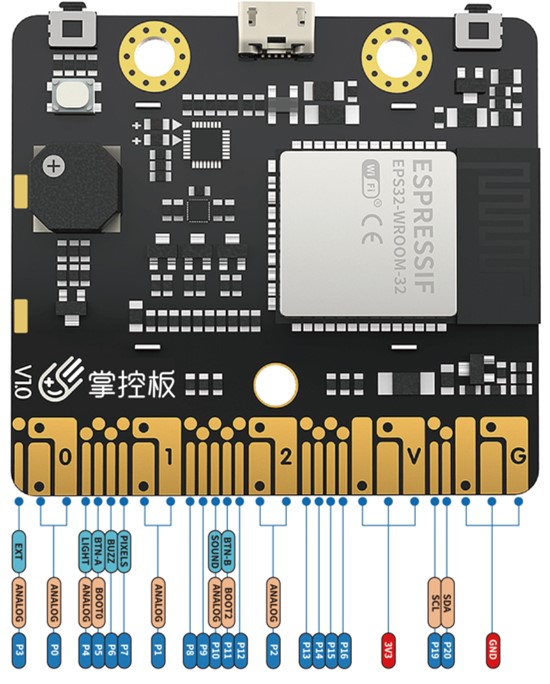 ESPRESSIF
EPS32-WROOM-32
WiFi
CE
V1.0
掌控板
0
1
2
V
G
EXT
LIGHT
BTN-A
BUZZ
PIXELS
SOUND
BTN-B
ANALOG
ANALOG
ANALOG
BOOT0
ANALOG
ANALOG
BOOT2
ANALOG
SCL
SDA
P3
P0
P4
P5
P6
P7
P1
P8
P9
P10
P11
P12
P2
P13
P14
P15
P16
3V3
P19
P20
GND